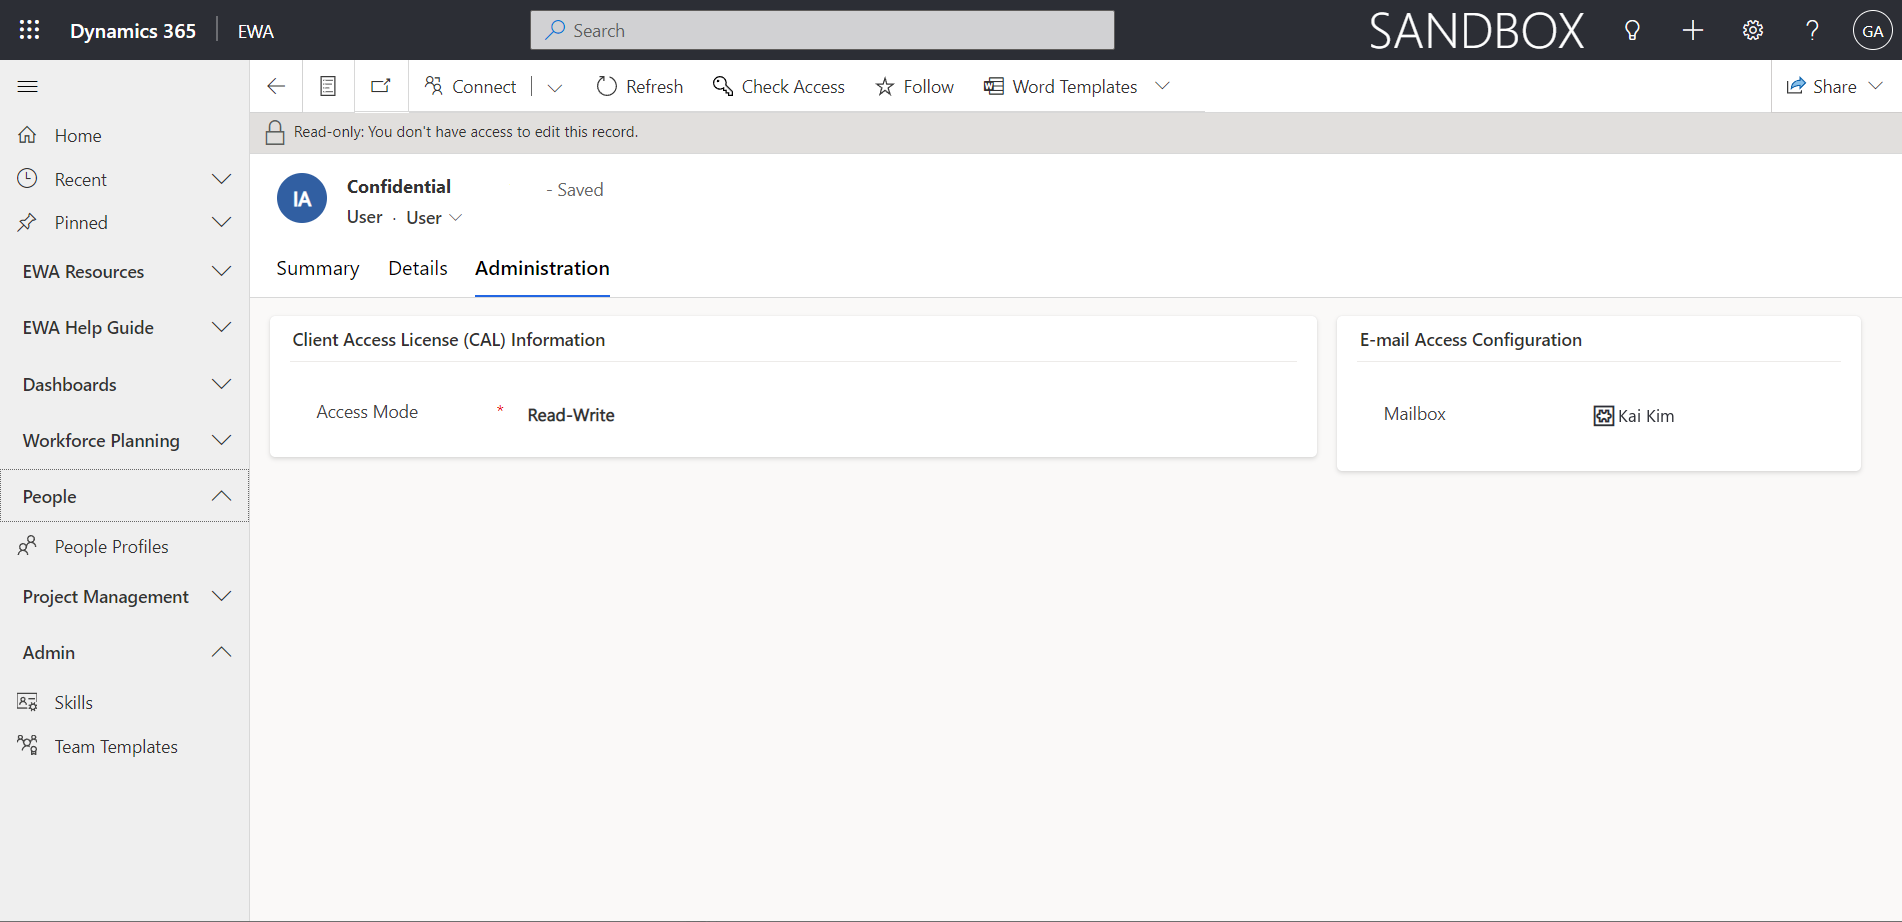 Dynamics 365 EWA Search SANDBOX GA
Connect Refresh Check Access Follow Word Templates Share
Read-only: You don't have access to edit this record.
Home
Recent
Pinned
EWA Resources
EWA Help Guide
Dashboards
Workforce Planning
People
People Profiles
Project Management
Admin
Skills
Team Templates
IA Confidential - Saved
User · User
Summary Details Administration
Client Access License (CAL) Information
Access Mode * Read-Write
E-mail Access Configuration
Mailbox Kai Kim